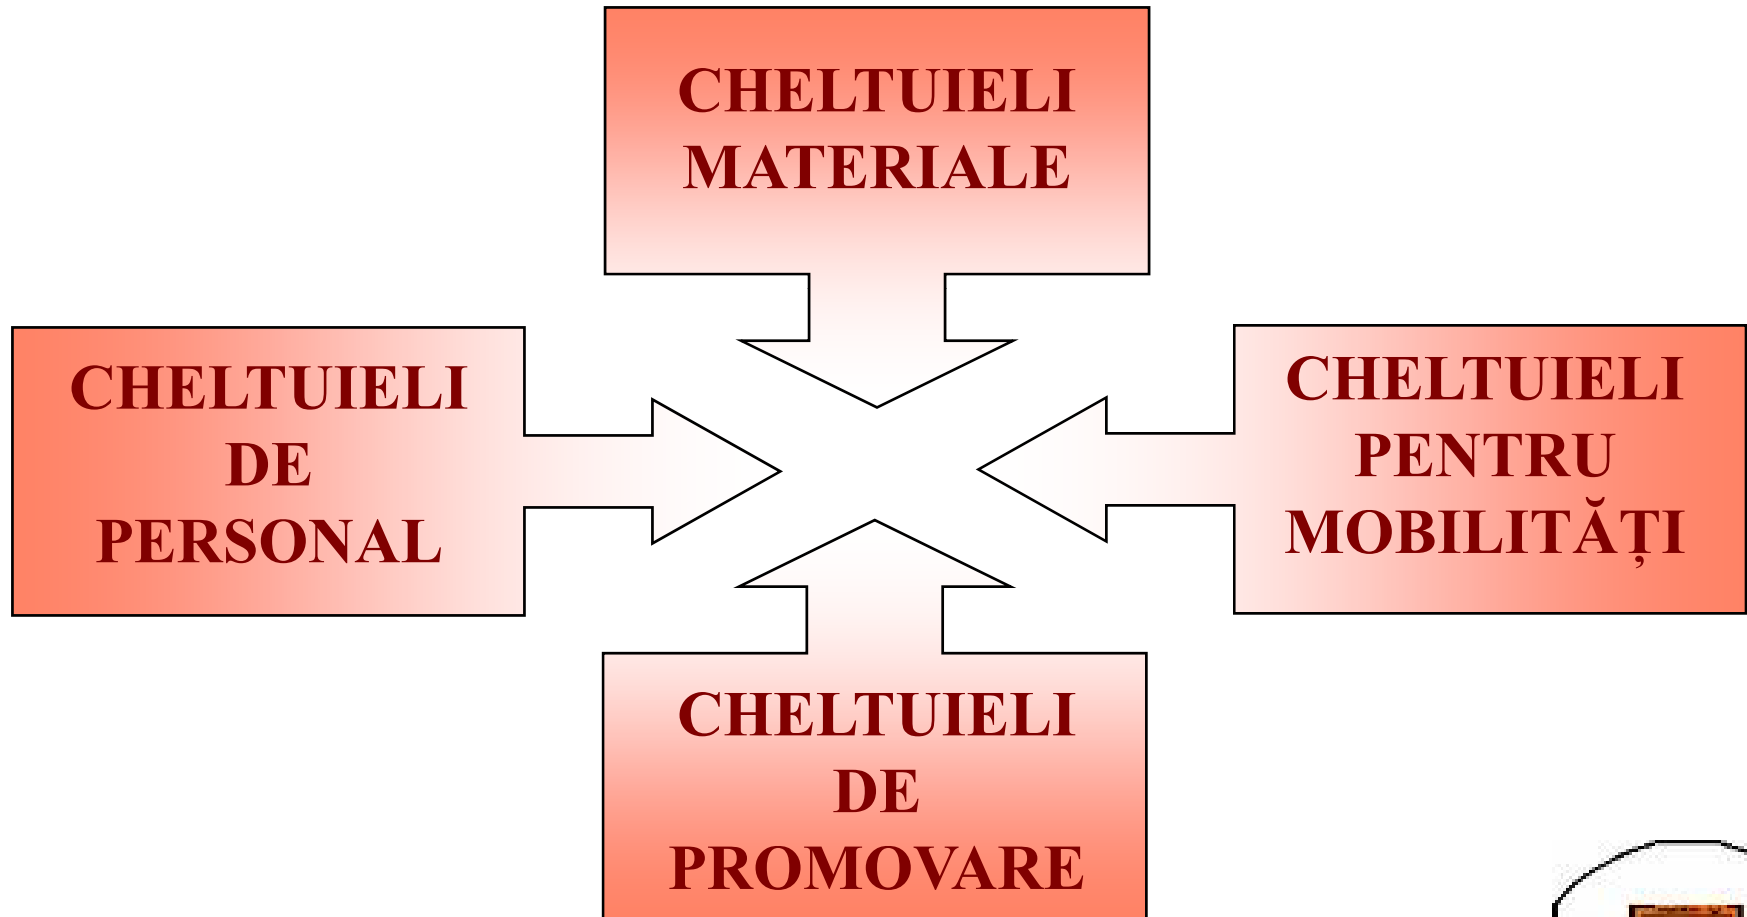 CHELTUIELI
MATERIALE
CHELTUIELI
DE
PERSONAL
CHELTUIELI
PENTRU
MOBILITĂȚI
CHELTUIELI
DE
PROMOVARE